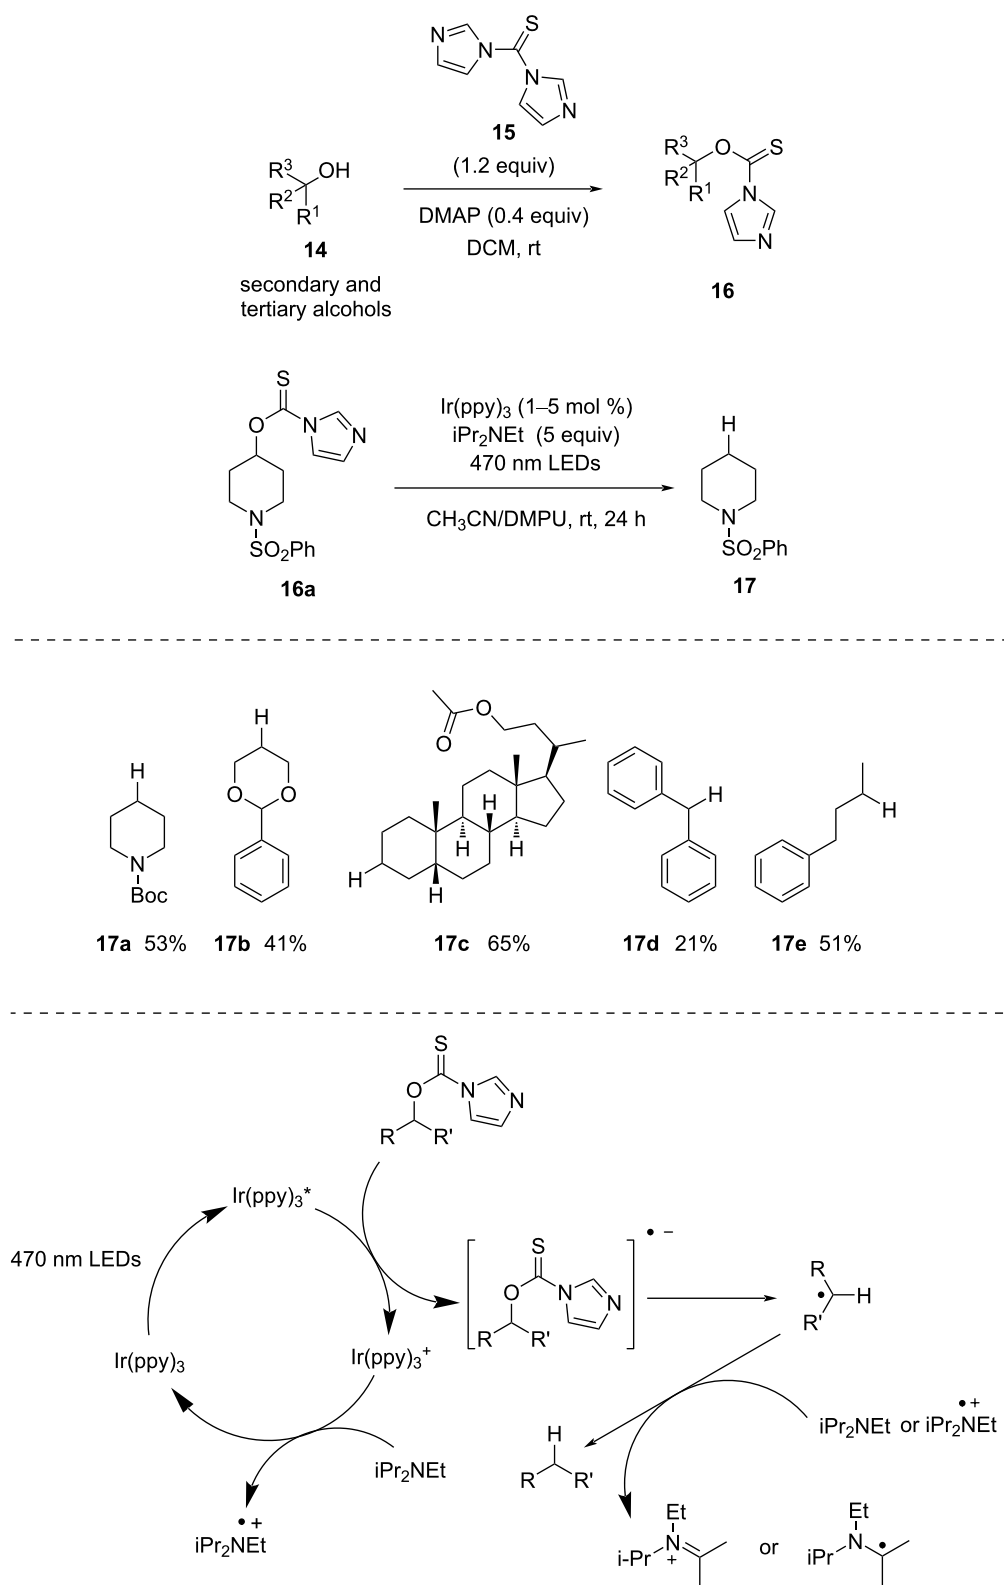 S
N
N
N
N
15
(1.2 equiv)
R³
OH
R²
R¹
14
secondary and
tertiary alcohols
DMAP (0.4 equiv)
DCM, rt
R³
O
S
R²
R¹
N
N
16
S
O
N
N
N
SO₂Ph
16a
Ir(ppy)₃ (1–5 mol %)
iPr₂NEt (5 equiv)
470 nm LEDs
CH₃CN/DMPU, rt, 24 h
H
N
SO₂Ph
17
H
N
Boc
17a 53%
H
O
O
17b 41%
O
O
H
H
H
H
H
17c 65%
H
17d 21%
H
17e 51%
S
O
N
N
R
R'
Ir(ppy)₃*
470 nm LEDs
Ir(ppy)₃
Ir(ppy)₃⁺
iPr₂NEt
• +
iPr₂NEt
• −
S
O
N
N
R
R'
R
•
H
R'
iPr₂NEt or iPr₂NEt
• +
H
R
R'
Et
i-Pr
N
+
or
Et
iPr
N
•